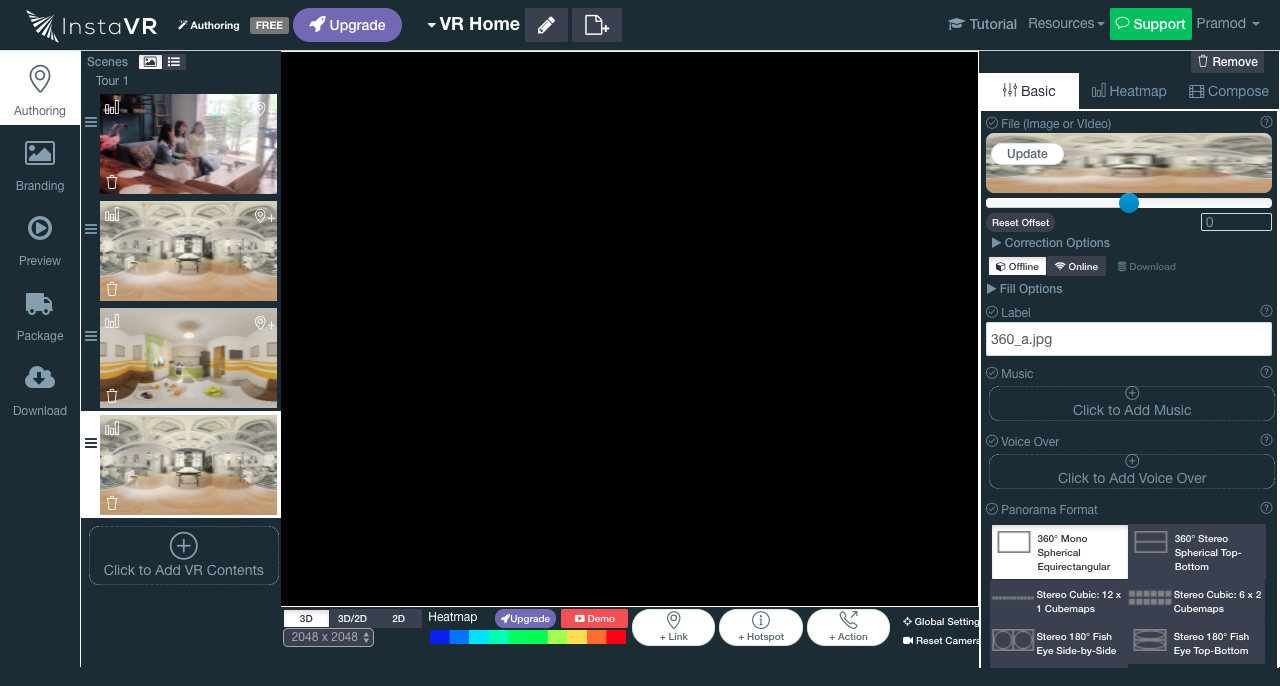 InstaVR
Authoring
FREE
Upgrade
VR Home
Tutorial
Resources
Support
Pramod
Authoring
Branding
Preview
Package
Download
Scenes
Tour 1
Click to Add VR Contents
3D
3D/2D
2D
2048 x 2048
Heatmap
Upgrade
Demo
+ Link
+ Hotspot
+ Action
Global Setting
Reset Camera
Remove
Basic
Heatmap
Compose
File (Image or VIdeo)
Update
Reset Offset
0
Correction Options
Offline
Online
Download
Fill Options
Label
360_a.jpg
Music
Click to Add Music
Voice Over
Click to Add Voice Over
Panorama Format
360° Mono
Spherical
Equirectangular
360° Stereo
Spherical Top-
Bottom
Stereo Cubic: 12 x
1 Cubemaps
Stereo Cubic: 6 x 2
Cubemaps
Stereo 180° Fish
Eye Side-by-Side
Stereo 180° Fish
Eye Top-Bottom